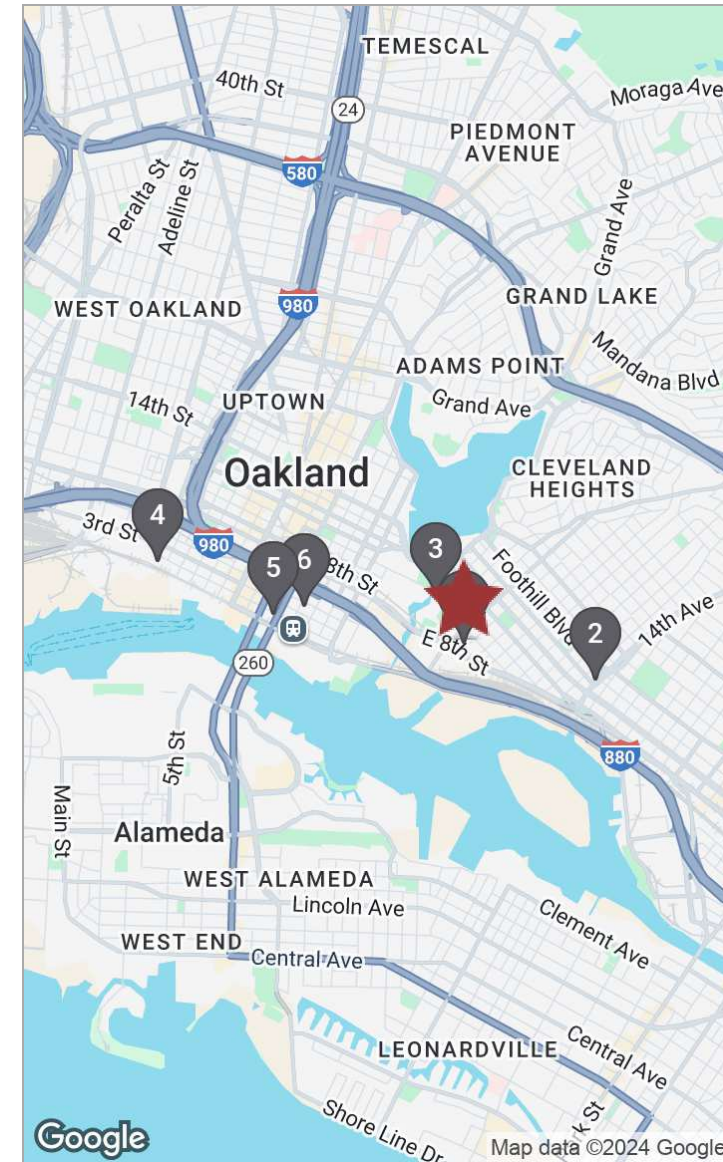 TEMESCAL
40th St
Moraga Ave
24
PIEDMONT
AVENUE
580
Peralta St
Adeline St
Grand Ave
980
WEST OAKLAND
GRAND LAKE
ADAMS POINT
Mandana Blvd
UPTOWN
Grand Ave
14th St
Oakland
CLEVELAND
HEIGHTS
4
3rd St
980
3
5
6
8th St
Foothill Blvd
14th Ave
2
E 8th St
260
5th St
880
Main St
Alameda
WEST ALAMEDA
Lincoln Ave
Clement Ave
WEST END
Central Ave
LEONARDVILLE
Central Ave
Shore Line Dr
St
Google
Map data ©2024 Google